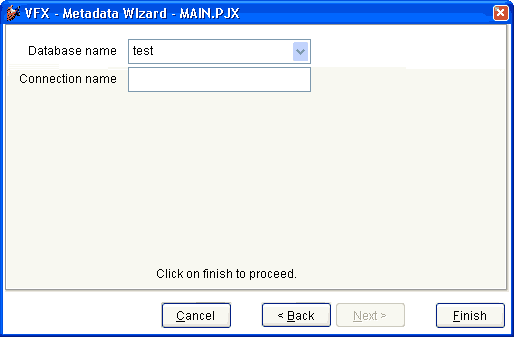 VFX - Metadata Wizard - MAIN.PJX
Database name test
Connection name
Click on finish to proceed.
Cancel < Back Next > Finish